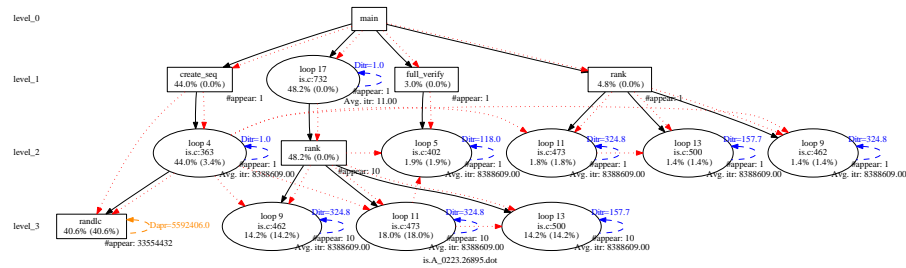 level_0
main
level_1
create_seq
44.0% (0.0%)
#appear: 1
loop 17
is.c:732
48.2% (0.0%)
Ditr=1.0
#appear: 1
Avg. itr: 11.00
full_verify
3.0% (0.0%)
#appear: 1
rank
4.8% (0.0%)
#appear: 1
level_2
loop 4
is.c:363
44.0% (3.4%)
Ditr=1.0
#appear: 1
Avg. itr: 8388609.00
rank
48.2% (0.0%)
#appear: 10
loop 5
is.c:402
1.9% (1.9%)
Ditr=118.0
#appear: 1
Avg. itr: 8388609.00
loop 11
is.c:473
1.8% (1.8%)
Ditr=324.8
#appear: 1
Avg. itr: 8388609.00
loop 13
is.c:500
1.4% (1.4%)
Ditr=157.7
#appear: 1
Avg. itr: 8388609.00
loop 9
is.c:462
1.4% (1.4%)
Ditr=324.8
#appear: 1
Avg. itr: 8388609.00
level_3
randlc
40.6% (40.6%)
Dapr=5592406.0
#appear: 33554432
loop 9
is.c:462
14.2% (14.2%)
Ditr=324.8
#appear: 10
Avg. itr: 8388609.00
loop 11
is.c:473
18.0% (18.0%)
Ditr=324.8
#appear: 10
Avg. itr: 8388609.00
loop 13
is.c:500
14.2% (14.2%)
Ditr=157.7
#appear: 10
Avg. itr: 8388609.00
is.A_0223.26895.dot